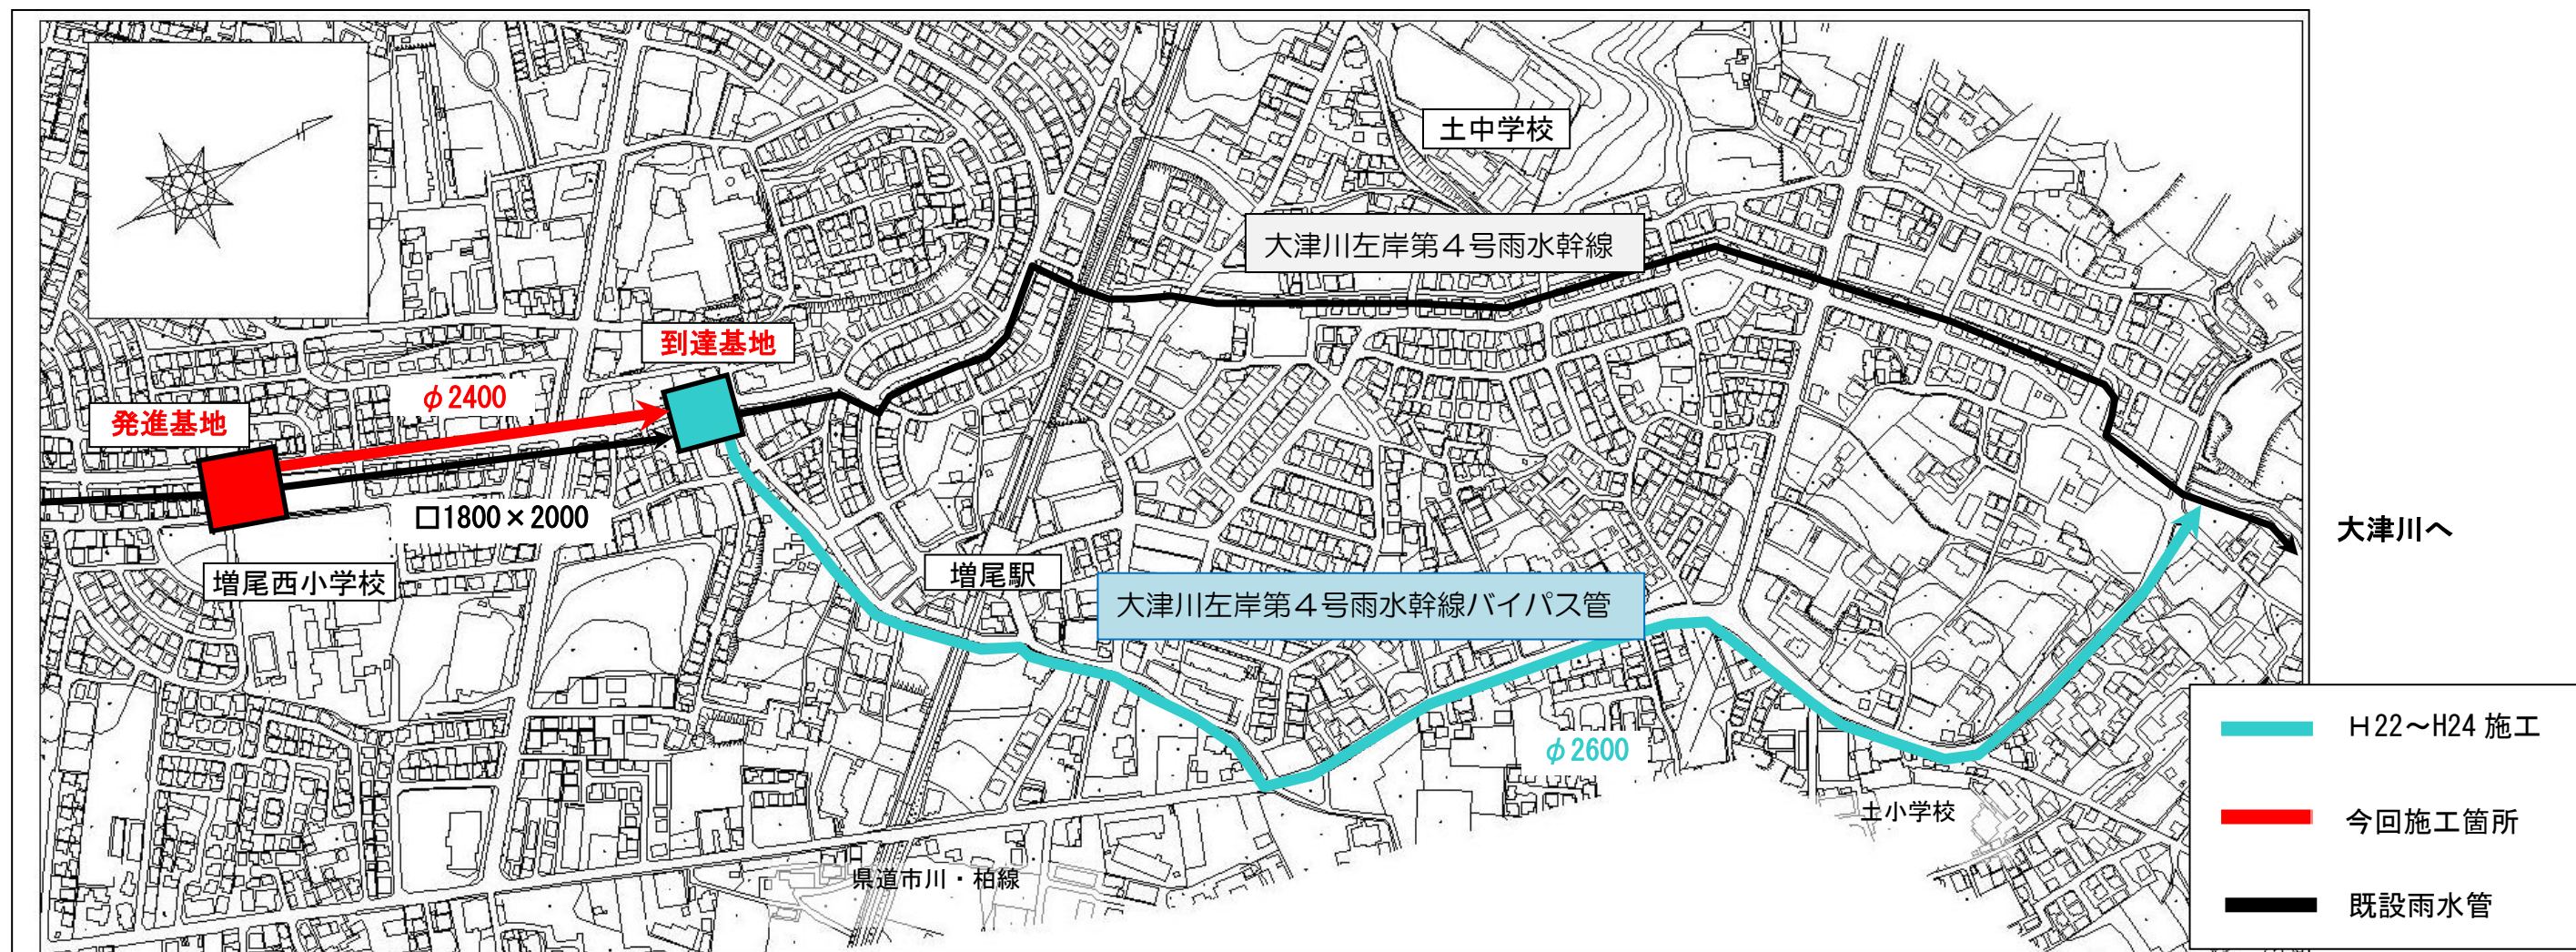 土中学校
大津川左岸第４号雨水幹線
到達基地
φ2400
発進基地
□1800×2000
大津川へ
増尾駅
増尾西小学校
大津川左岸第４号雨水幹線バイパス管
φ2600
H22～H24 施工
土小学校
今回施工箇所
県道市川・柏線
既設雨水管